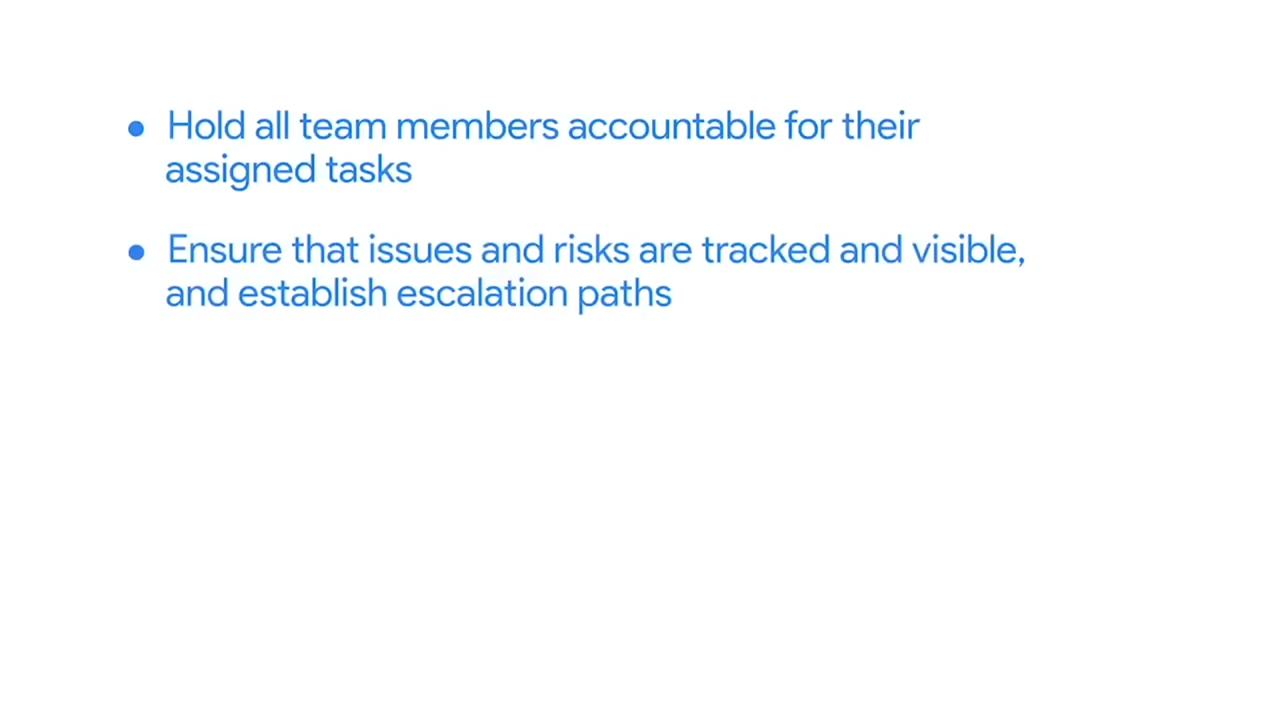 ● Hold all team members accountable for their
assigned tasks
● Ensure that issues and risks are tracked and visible,
and establish escalation paths